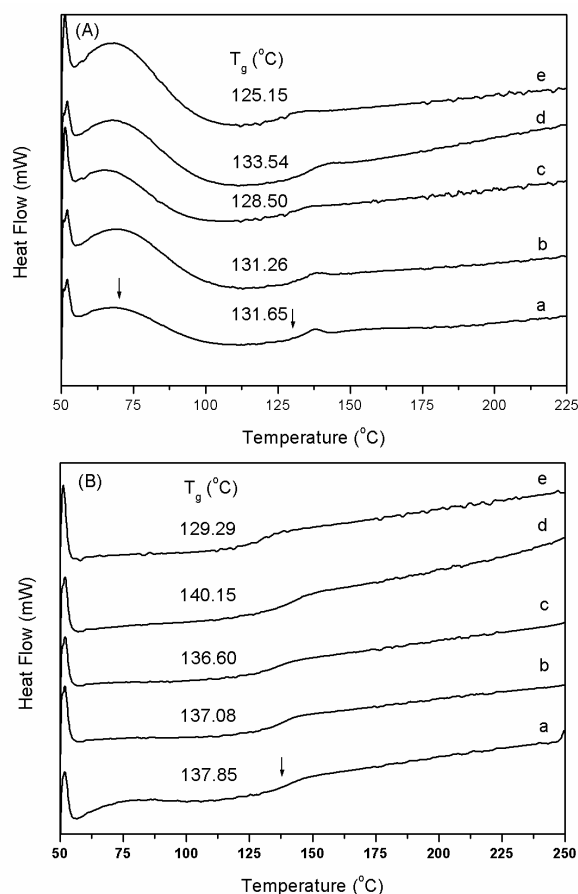 (A)
T_g (°C)
125.15
e
133.54
d
128.50
c
131.26
b
131.65
a
Heat Flow (mW)
50 75 100 125 150 175 200 225
Temperature (°C)
(B)
T_g (°C)
129.29
e
140.15
d
136.60
c
137.08
b
137.85
a
Heat Flow (mW)
50 75 100 125 150 175 200 225 250
Temperature (°C)